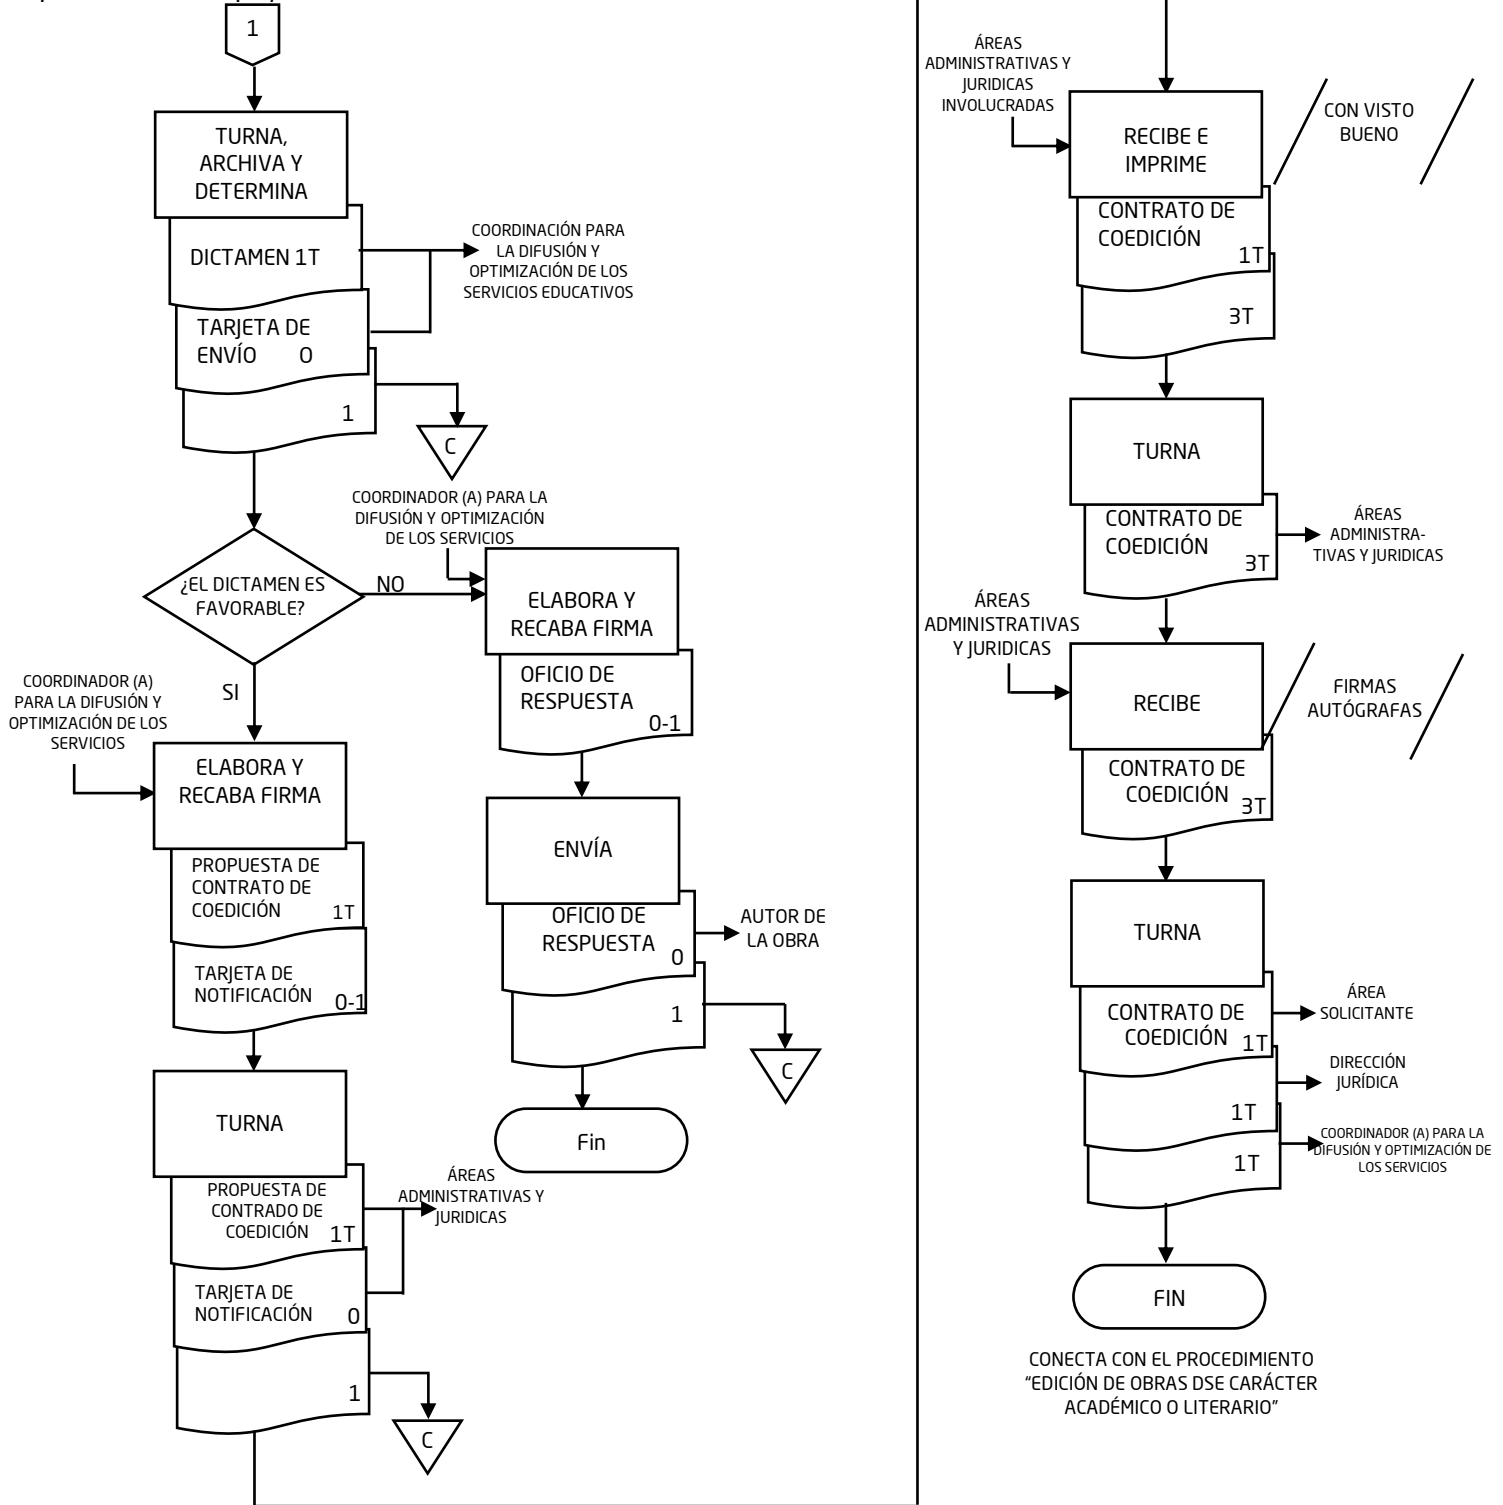 1
TURNA,
ARCHIVA Y
DETERMINA
DICTAMEN 1T
COORDINACIÓN PARA
LA DIFUSIÓN Y
OPTIMIZACIÓN DE LOS
SERVICIOS EDUCATIVOS
TARJETA DE
ENVÍO 0
1
C
¿EL DICTAMEN ES
FAVORABLE?
NO
COORDINADOR (A) PARA LA
DIFUSIÓN Y OPTIMIZACIÓN
DE LOS SERVICIOS
ELABORA Y
RECABA FIRMA
OFICIO DE
RESPUESTA
0-1
ENVÍA
OFICIO DE
RESPUESTA
0
AUTOR DE
LA OBRA
1
C
Fin
SI
COORDINADOR (A)
PARA LA DIFUSIÓN Y
OPTIMIZACIÓN DE LOS
SERVICIOS
ELABORA Y
RECABA FIRMA
PROPUESTA DE
CONTRATO DE
COEDICIÓN 1T
TARJETA DE
NOTIFICACIÓN 0-1
TURNA
PROPUESTA DE
CONTRADO DE
COEDICIÓN 1T
ÁREAS
ADMINISTRATIVAS Y
JURIDICAS
TARJETA DE
NOTIFICACIÓN 0
1
C
ÁREAS
ADMINISTRATIVAS Y
JURIDICAS
INVOLUCRADAS
RECIBE E
IMPRIME
CON VISTO
BUENO
CONTRATO DE
COEDICIÓN
1T
3T
TURNA
CONTRATO DE
COEDICIÓN
3T
ÁREAS
ADMINISTRA-
TIVAS Y JURIDICAS
ÁREAS
ADMINISTRATIVAS
Y JURIDICAS
RECIBE
FIRMAS
AUTÓGRAFAS
CONTRATO DE
COEDICIÓN
3T
TURNA
CONTRATO DE
COEDICIÓN 1T
ÁREA
SOLICITANTE
1T
DIRECCIÓN
JURÍDICA
1T
COORDINADOR (A) PARA LA
DIFUSIÓN Y OPTIMIZACIÓN DE
LOS SERVICIOS
FIN
CONECTA CON EL PROCEDIMIENTO
“EDICIÓN DE OBRAS DSE CARÁCTER
ACADÉMICO O LITERARIO”